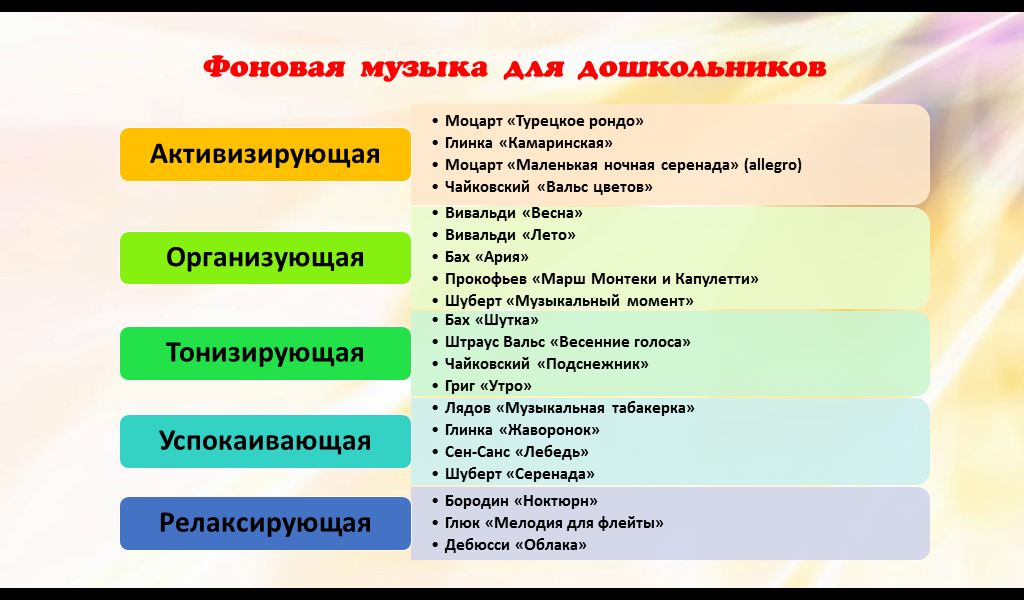 Фоновая музыка для дошкольников
Активизирующая
• Моцарт «Турецкое рондо»
• Глинка «Камаринская»
• Моцарт «Маленькая ночная серенада» (allegro)
• Чайковский «Вальс цветов»
Организующая
• Вивальди «Весна»
• Вивальди «Лето»
• Бах «Ария»
• Прокофьев «Марш Монтеки и Капулетти»
• Шуберт «Музыкальный момент»
Тонизирующая
• Бах «Шутка»
• Штраус Вальс «Весенние голоса»
• Чайковский «Подснежник»
• Григ «Утро»
Успокаивающая
• Лядов «Музыкальная табакерка»
• Глинка «Жаворонок»
• Сен-Санс «Лебедь»
• Шуберт «Серенада»
Релаксирующая
• Бородин «Ноктюрн»
• Глюк «Мелодия для флейты»
• Дебюсси «Облака»